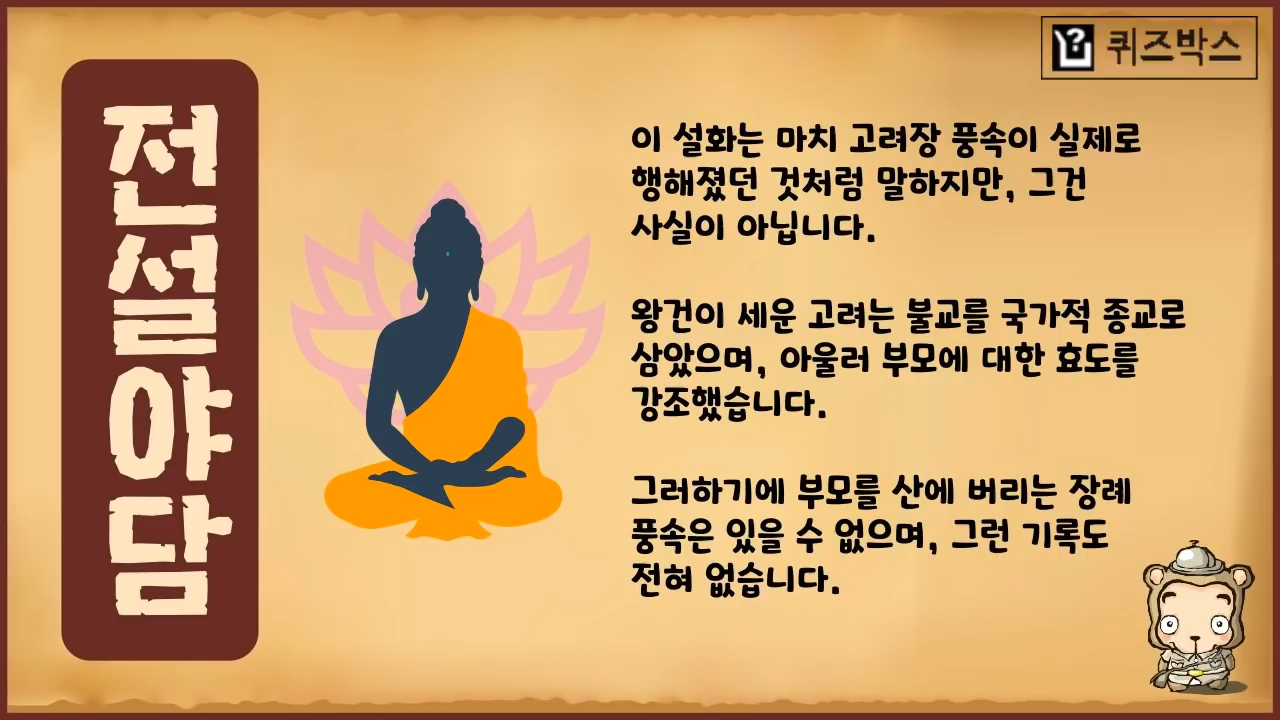 퀴즈박스
전설야담
이 설화는 마치 고려장 풍속이 실제로
행해졌던 것처럼 말하지만, 그건
사실이 아닙니다.
왕건이 세운 고려는 불교를 국가적 종교로
삼았으며, 아울러 부모에 대한 효도를
강조했습니다.
그러하기에 부모를 산에 버리는 장례
풍속은 있을 수 없으며, 그런 기록도
전혀 없습니다.